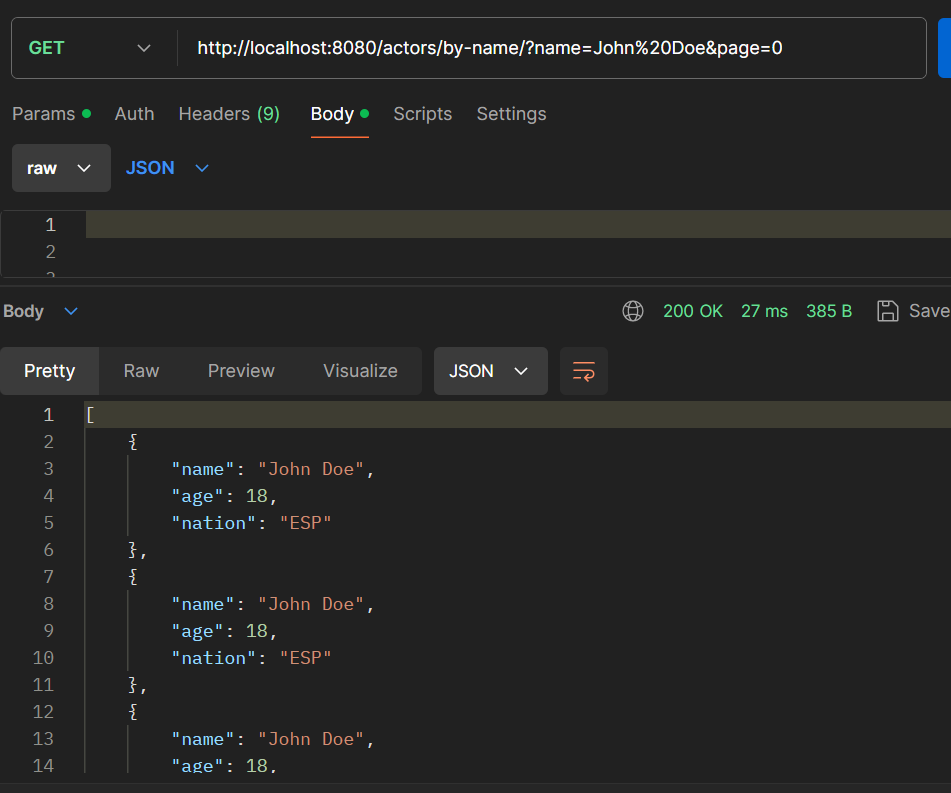 GET http://localhost:8080/actors/by-name/?name=John%20Doe&page=0
Params Auth Headers (9) Body Scripts Settings
raw JSON
1
2
Body 200 OK 27 ms 385 B Save
Pretty Raw Preview Visualize JSON
1 [
2 {
3 "name": "John Doe",
4 "age": 18,
5 "nation": "ESP"
6 },
7 {
8 "name": "John Doe",
9 "age": 18,
10 "nation": "ESP"
11 },
12 {
13 "name": "John Doe",
14 "age": 18,